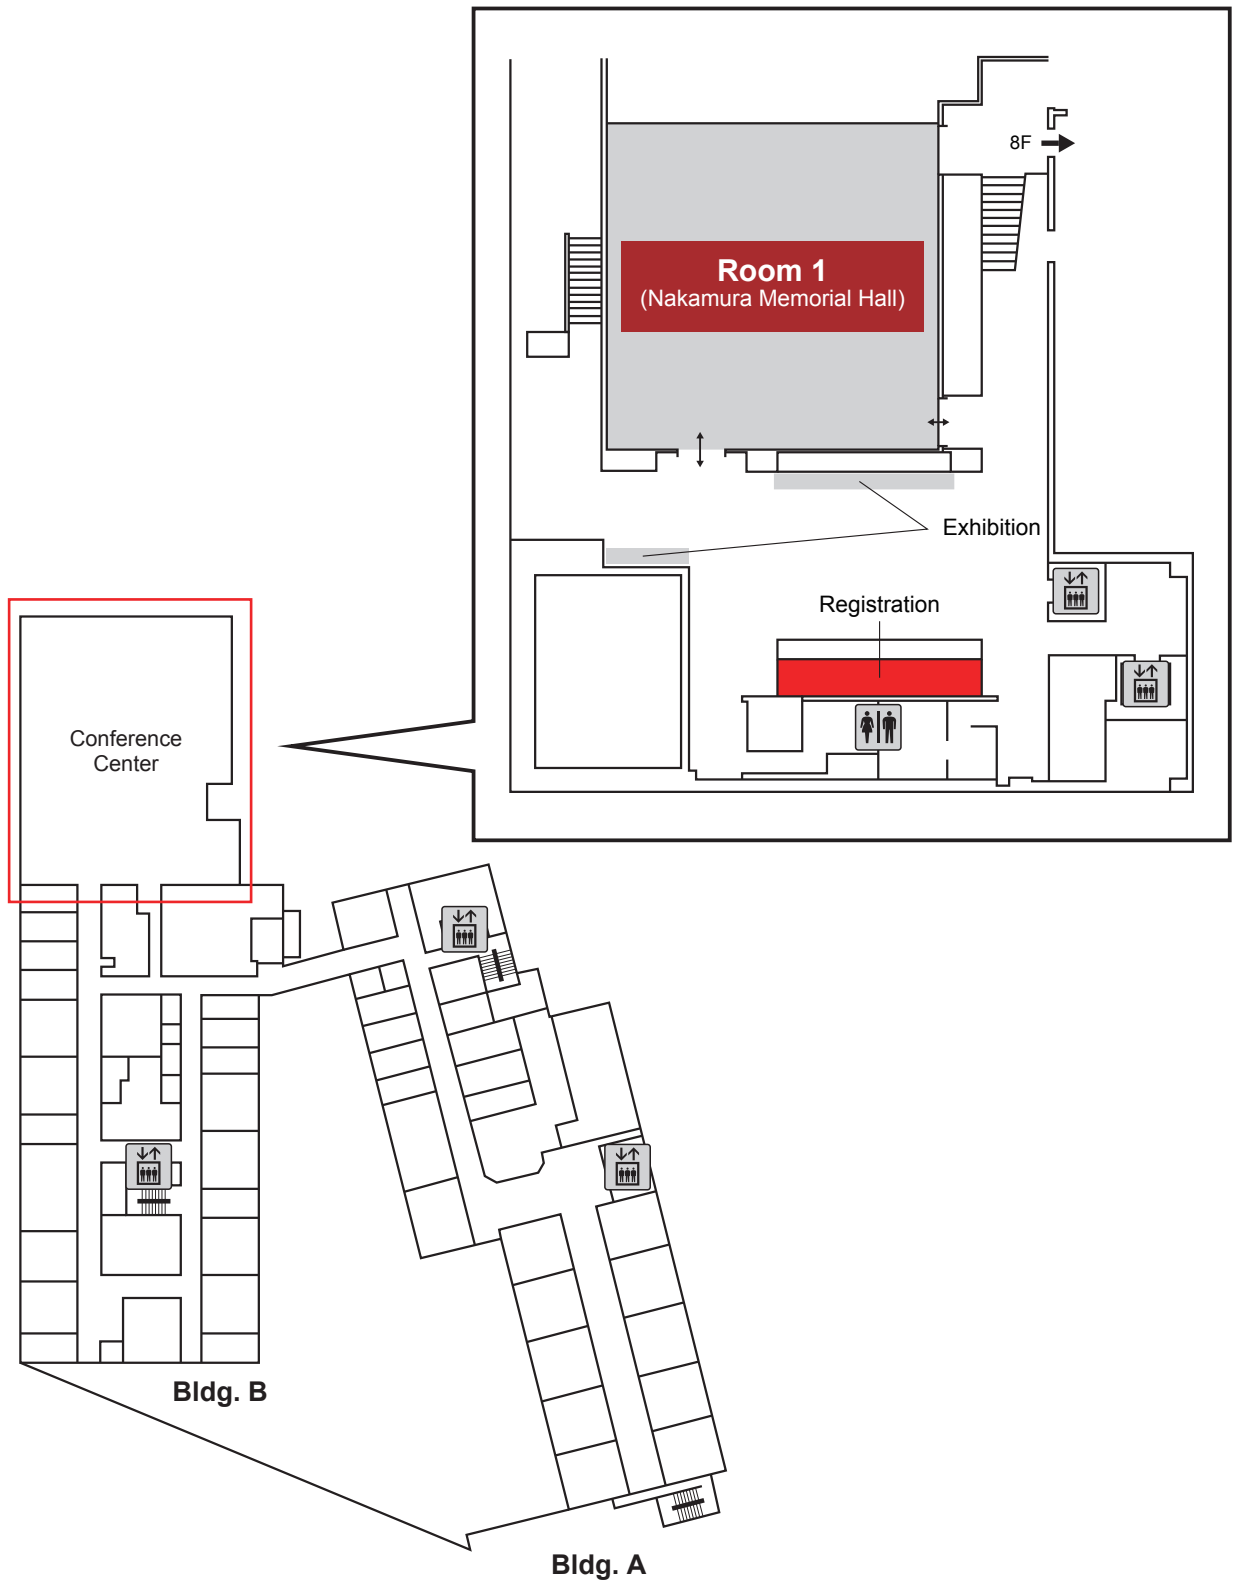 8F
Room 1
(Nakamura Memorial Hall)
Exhibition
Registration
Conference
Center
Bldg. B
Bldg. A